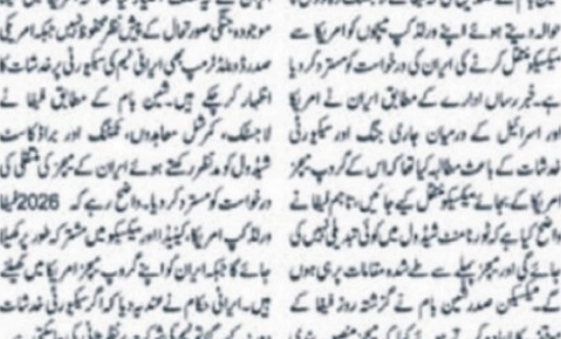 حوالہ دیتے ہوئے اپنے ورلڈ کپ میچوں کو امریکا سے
میکسیکو منتقل کرنے کی ایران کی درخواست کو مسترد کر دیا
ہے۔ خبر رساں ادارے کے مطابق ایران نے امریکا
اور اسرائیل کے درمیان جاری جنگ اور سیکیورٹی
خدشات کے باعث مطالبہ کیا تھا کہ اس کے گروپ میچز
امریکا کے بجائے میکسیکو منتقل کیے جائیں، تاہم فیفا نے
واضح کیا ہے کہ ٹورنامنٹ شیڈول میں کوئی تبدیلی نہیں کی
جائے گی اور میچز پہلے سے طے شدہ مقامات پر ہی ہوں
گے۔ میکسیکن صدر شین بام نے گزشتہ روز فیفا کے
موجودہ جنگی صورتحال کے پیش نظر محفوظ نہیں جبکہ امریکی
صدر ڈونلڈ ٹرمپ بھی ایرانی ٹیم کی سکیورٹی پر خدشات کا
اظہار کر چکے ہیں۔ شین بام کے مطابق فیفا نے
لاجسٹک، کمرشل معاہدوں، ٹکٹنگ اور براڈکاسٹ
شیڈول کو مدنظر رکھتے ہوئے ایران کے میچز کی منتقلی کی
درخواست کو مسترد کر دیا۔ واضح رہے کہ 2026 فیفا
ورلڈ کپ امریکا، کینیڈا اور میکسیکو میں مشترکہ طور پر کھیلا
جائے گا جبکہ ایران کو اپنے گروپ میچز امریکا میں کھیلنے
ہیں۔ ایرانی حکام نے عندیہ دیا کہ اگر سیکیورٹی خدشات